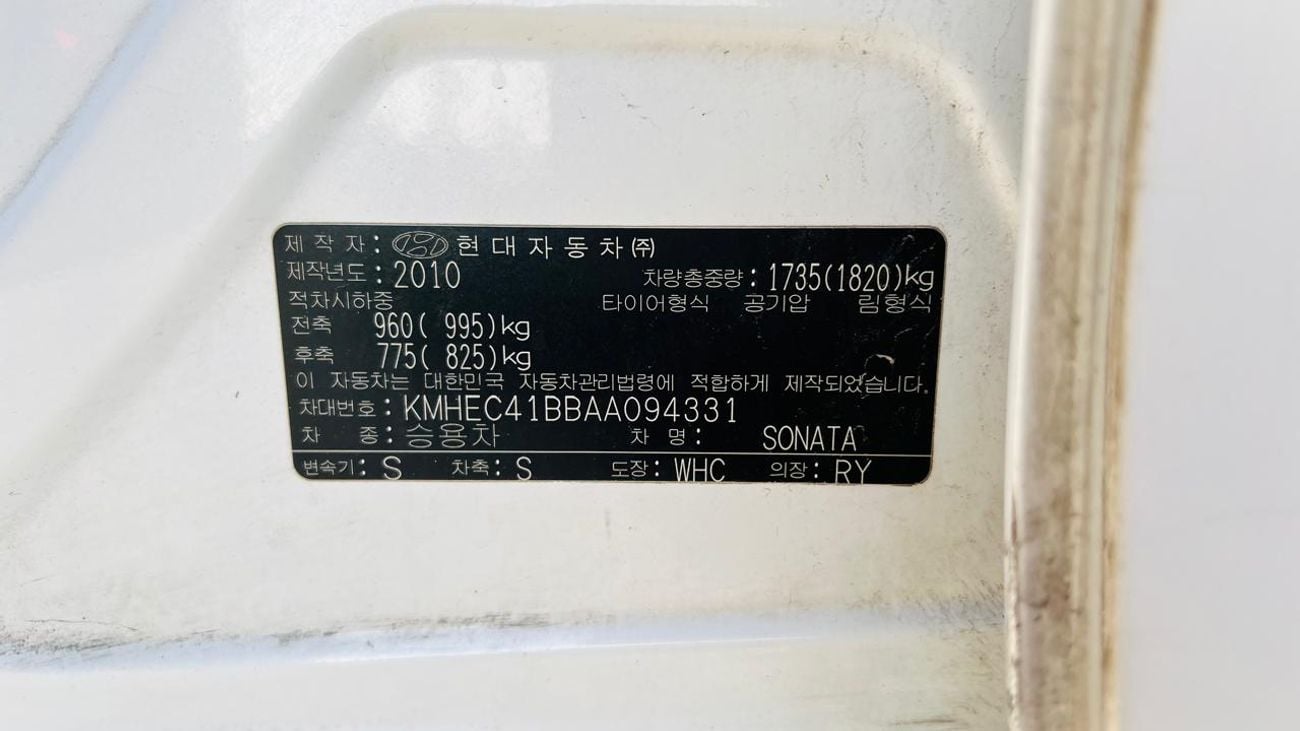 제 작 자 : 현 대 자 동 차 ㈜
제작년도 : 2010 차량총중량 : 1735(1820)kg
적차시하중 타이어형식 공기압 림형식
전축 960( 995)kg
후축 775( 825)kg
이 자동차는 대한민국 자동차관리법령에 적합하게 제작되었습니다.
차대번호 : KMHEC41BBAA094331
차 종 : 승용차 차 명 : SONATA
변속기 : S 차축 : S 도장 : WHC 의장 : RY